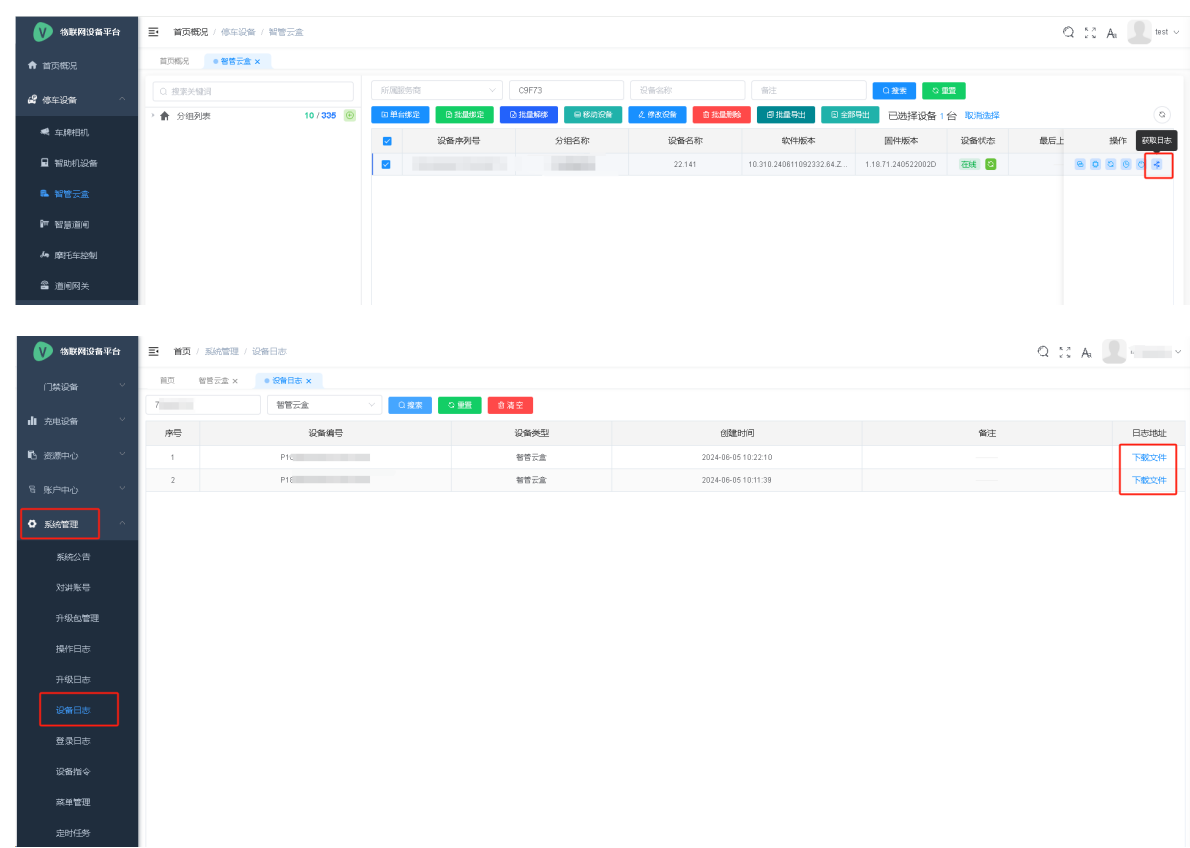 V 物联网设备平台
首页概况 / 停车设备 / 智管云盒
test
首页概况
首页概况
智管云盒 ×
停车设备
车牌相机
智助机设备
智管云盒
智慧道闸
摩托车控制
道闸网关
搜索关键词
分组列表 10 / 335
所属服务商 C9F73 设备名称 备注 搜索 重置
单台绑定 批量绑定 批量解绑 移动设备 修改设备 批量删除 批量导出 全部导出 已选择设备 1 台 取消选择
设备序列号 分组名称 设备名称 软件版本 固件版本 设备状态 最后上 操作 获取日志
22.141 10.310.240611092332.64.Z... 1.18.71.240522002D 在线
V 物联网设备平台
首页 / 系统管理 / 设备日志
首页 智管云盒 × 设备日志 ×
门禁设备
充电设备
资源中心
账户中心
系统管理
系统公告
对讲账号
升级包管理
操作日志
升级日志
设备日志
登录日志
设备指令
菜单管理
定时任务
7 智管云盒 搜索 重置 清空
序号 设备编号 设备类型 创建时间 备注 日志地址
1 智管云盒 2024-06-05 10:22:10 下载文件
2 智管云盒 2024-06-05 10:11:39 下载文件